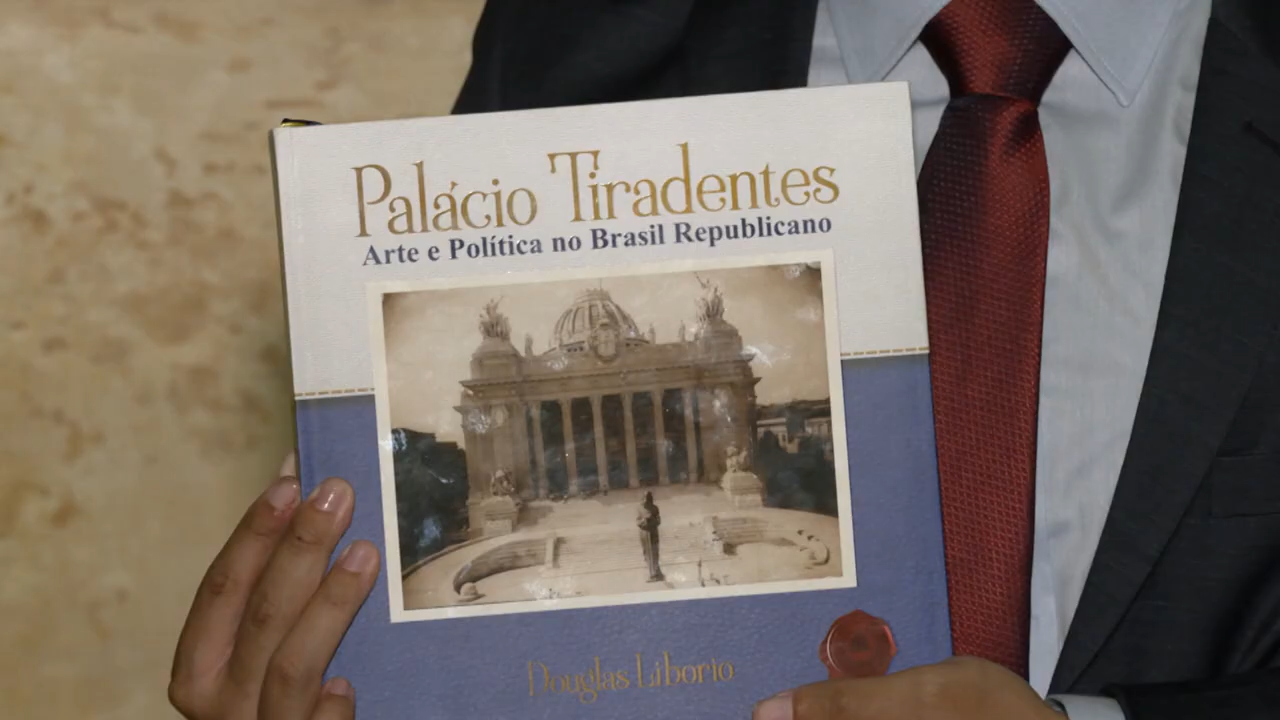 Palácio Tiradentes
Arte e Política no Brasil Republicano
Douglas Liborio